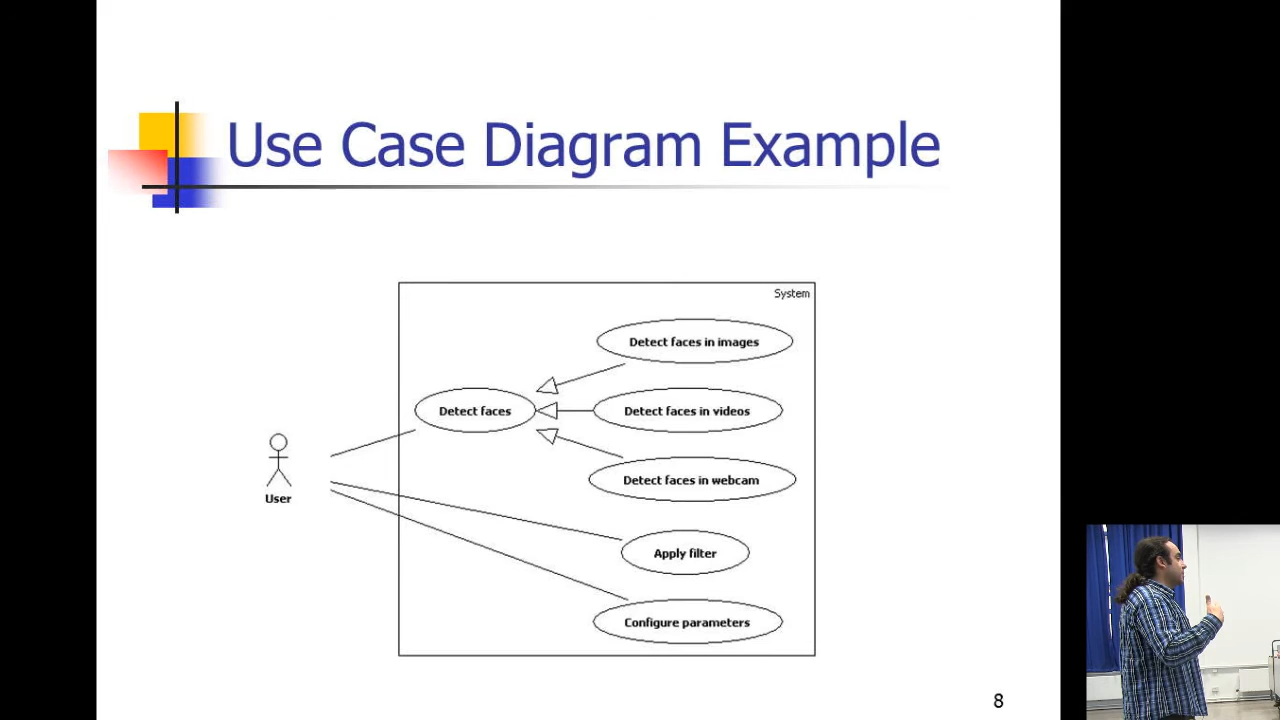 Use Case Diagram Example
System
Detect faces in images
Detect faces
Detect faces in videos
Detect faces in webcam
User
Apply filter
Configure parameters
8